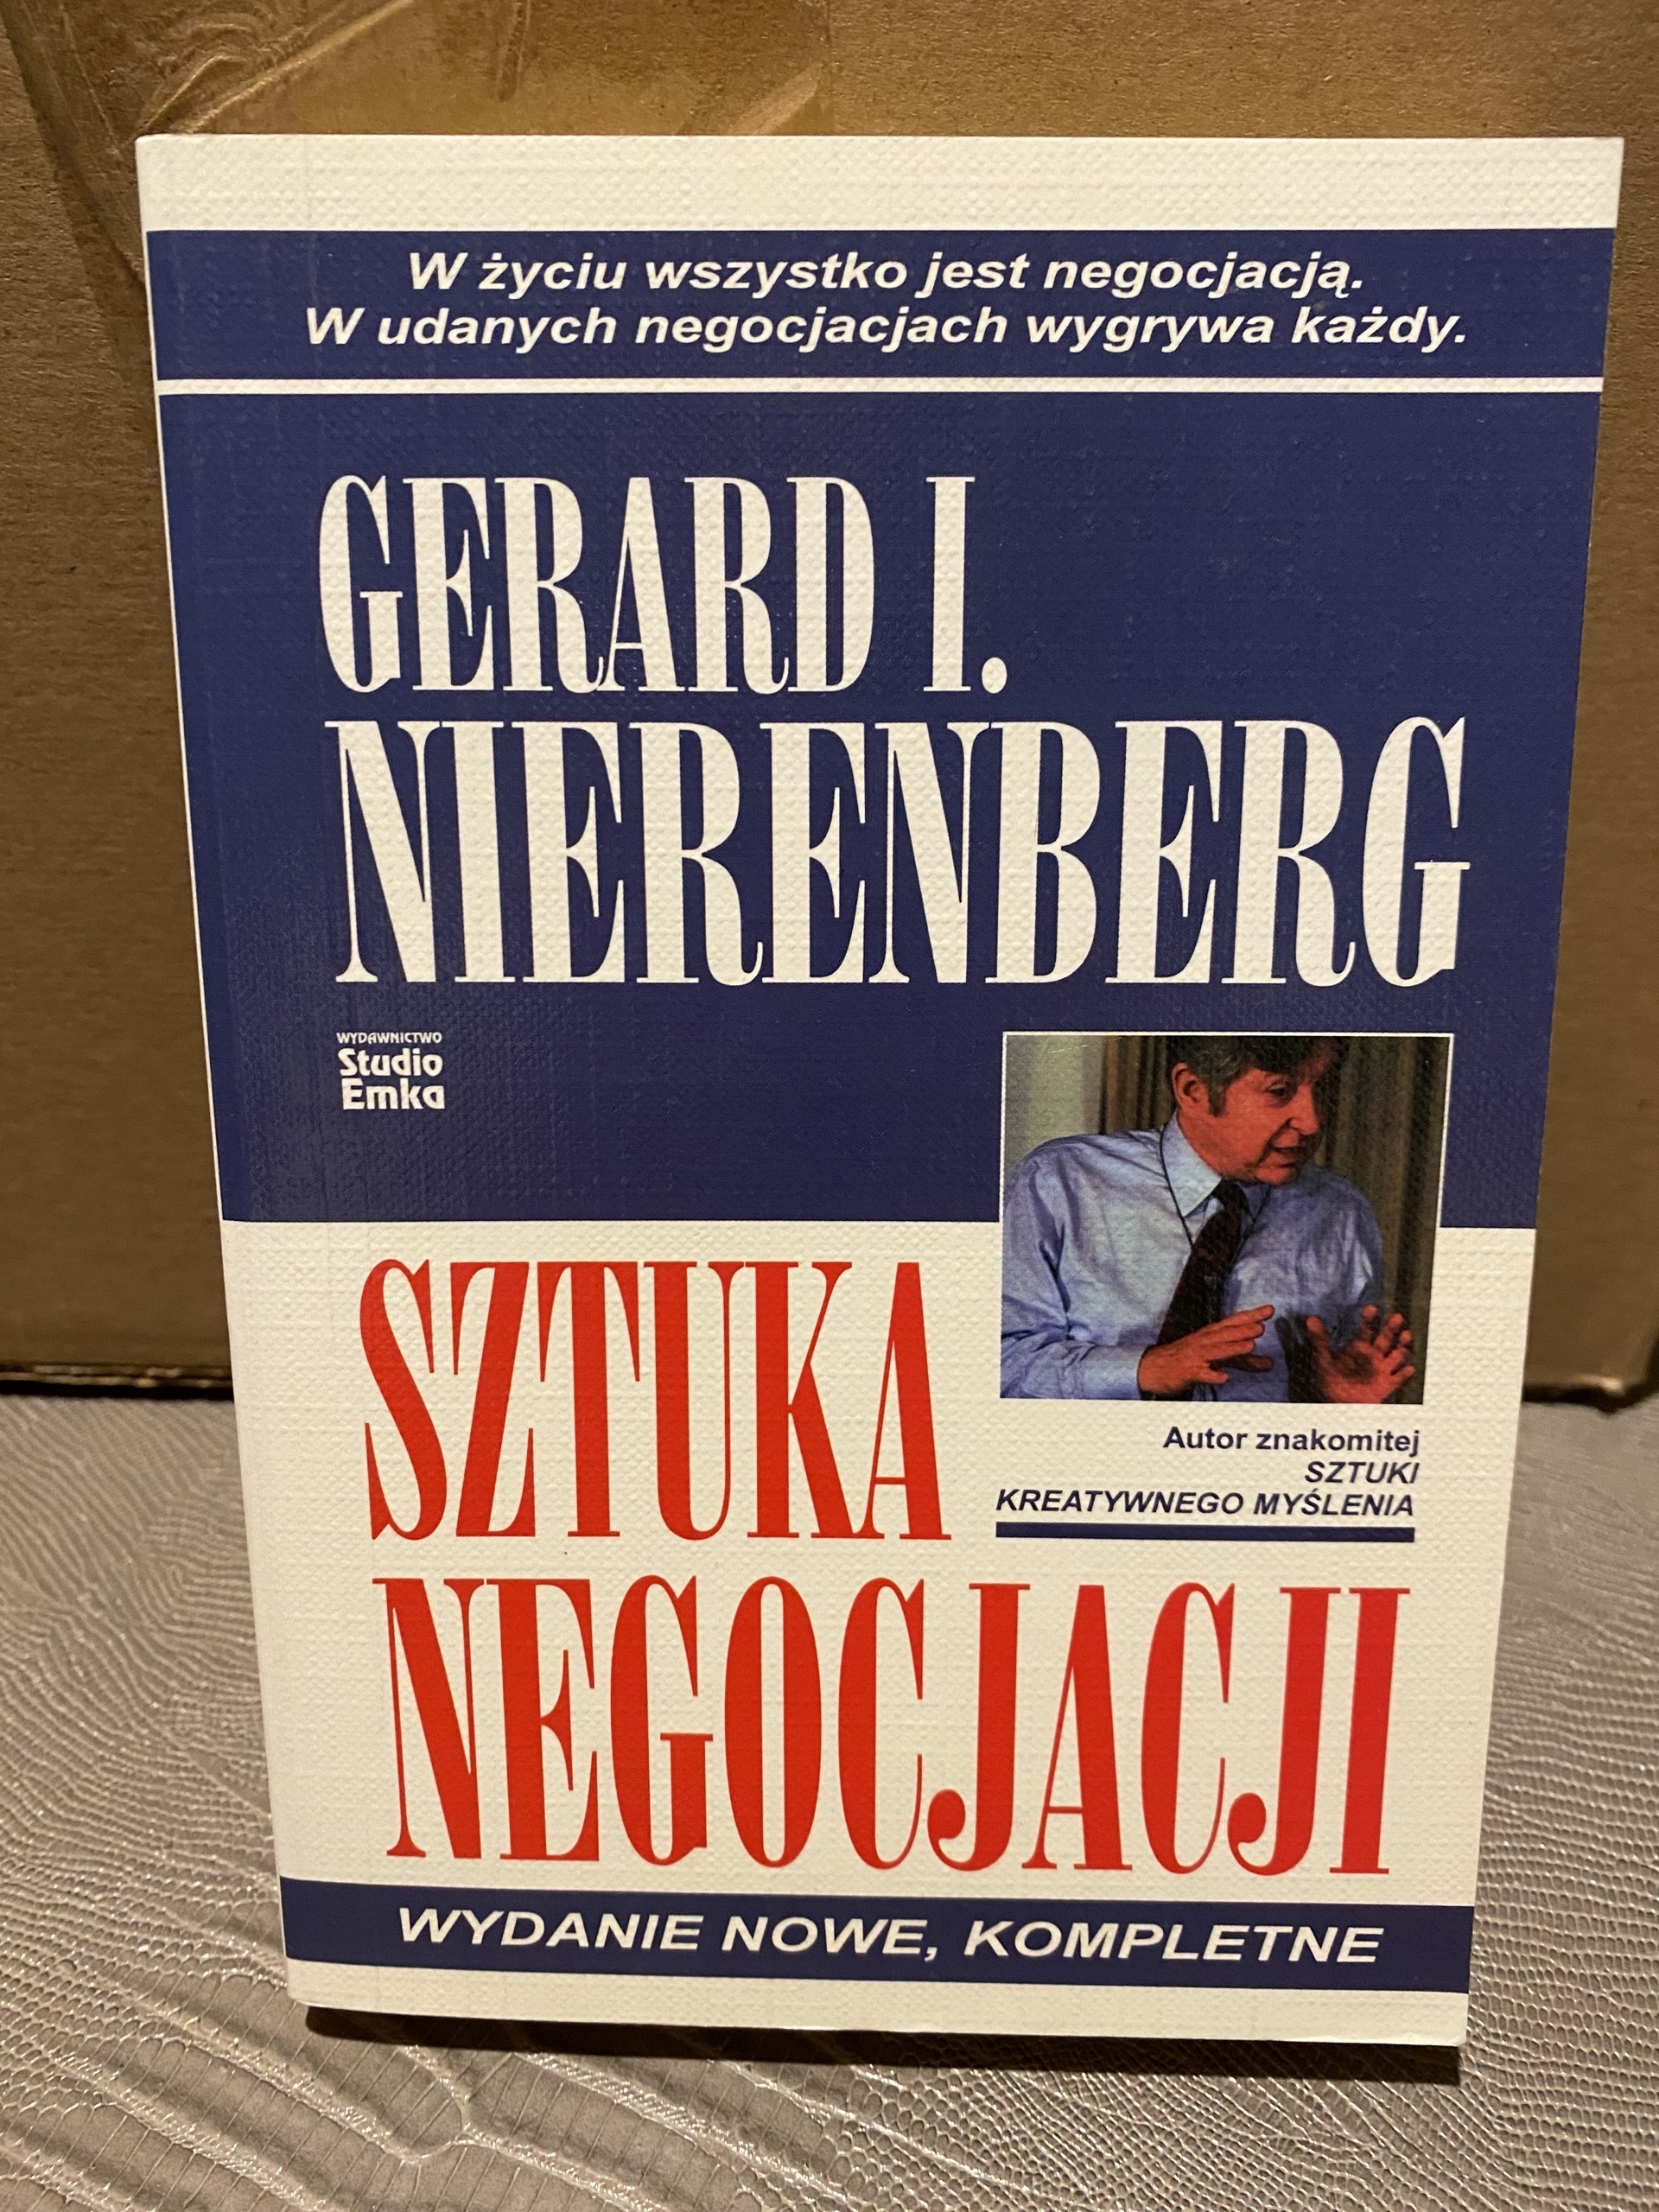 W życiu wszystko jest negocjacją.
W udanych negocjacjach wygrywa każdy.
GERARD I.
NIERENBERG
WYDAWNICTWO
Studio
Emka
SZTUKA
Autor znakomitej
SZTUKI
KREATYWNEGO MYŚLENIA
NEGOCJACJI
WYDANIE NOWE, KOMPLETNE